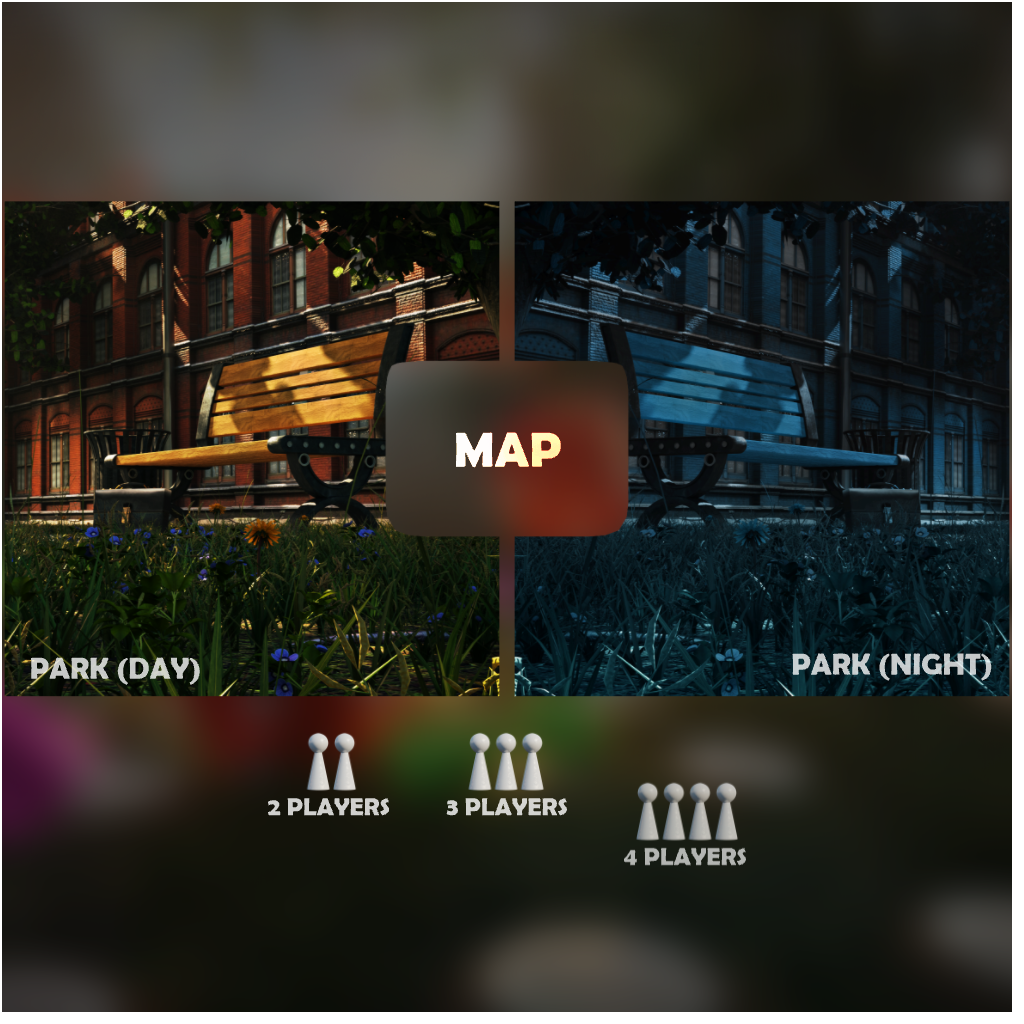 MAP
PARK (DAY)
PARK (NIGHT)
2 PLAYERS
3 PLAYERS
4 PLAYERS